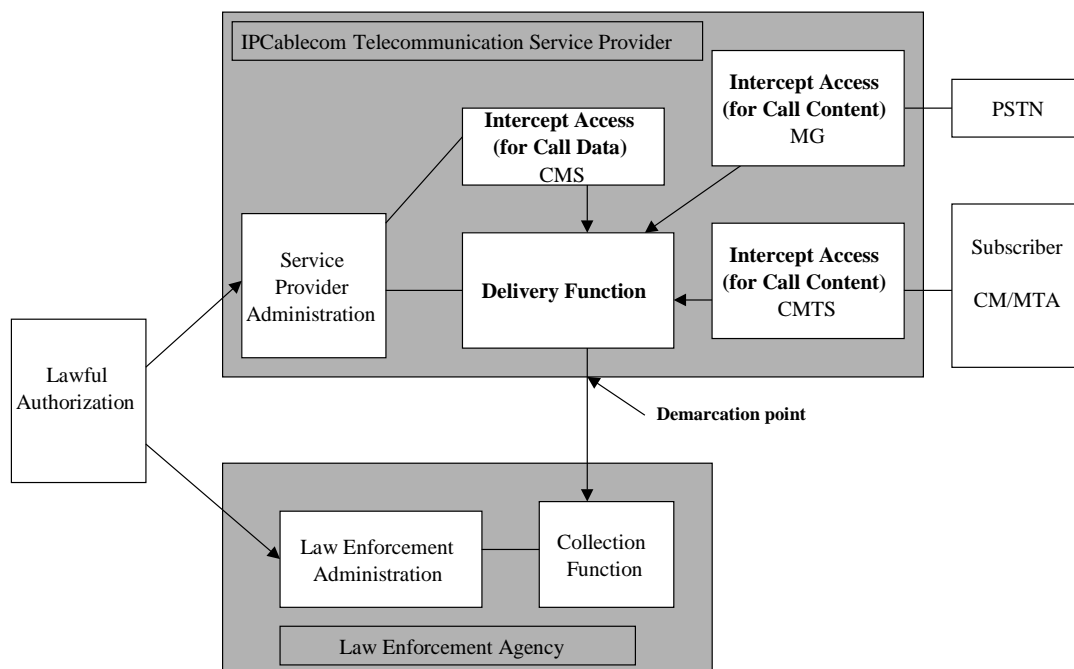 IPCablecom Telecommunication Service Provider
Intercept Access
(for Call Content)
MG
PSTN
Intercept Access
(for Call Data)
CMS
Service
Provider
Administration
Delivery Function
Intercept Access
(for Call Content)
CMTS
Subscriber
CM/MTA
Lawful
Authorization
Demarcation point
Law Enforcement
Administration
Collection
Function
Law Enforcement Agency